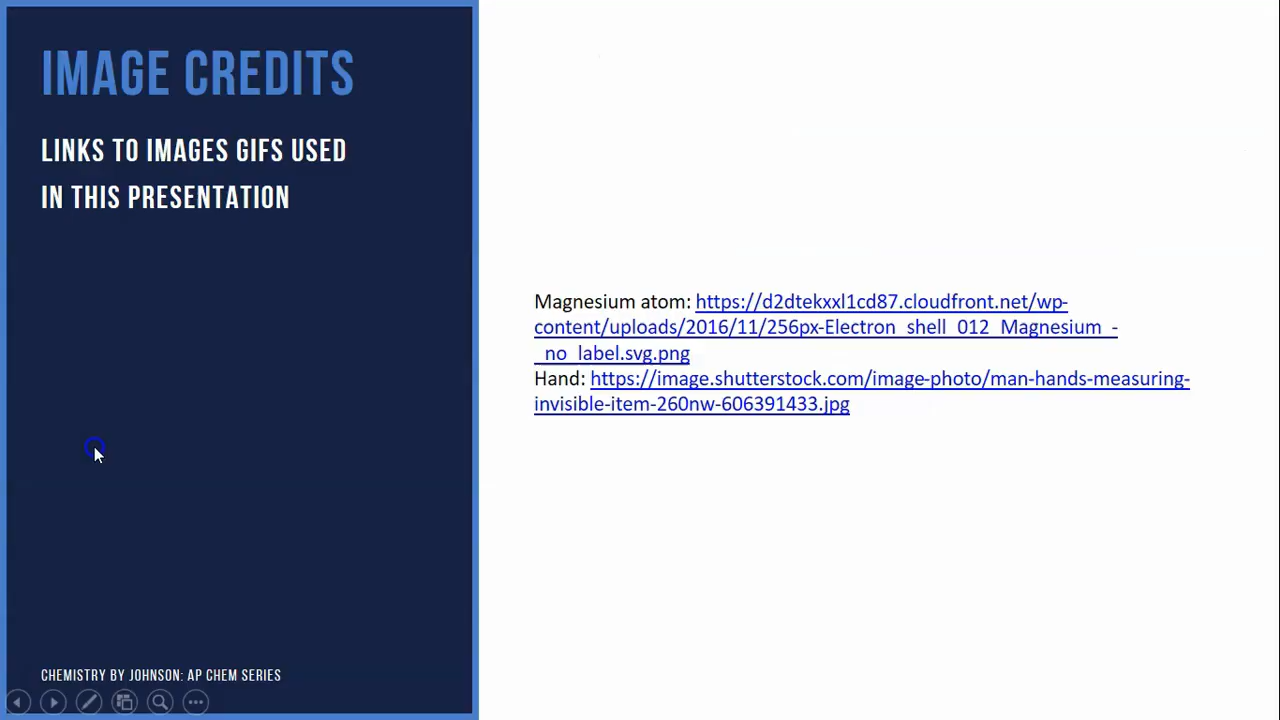 IMAGE CREDITS
LINKS TO IMAGES GIFS USED
IN THIS PRESENTATION
Magnesium atom: https://d2dtekxxl1cd87.cloudfront.net/wp-
content/uploads/2016/11/256px-Electron_shell_012_Magnesium_-
_no_label.svg.png
Hand: https://image.shutterstock.com/image-photo/man-hands-measuring-
invisible-item-260nw-606391433.jpg
CHEMISTRY BY JOHNSON: AP CHEM SERIES